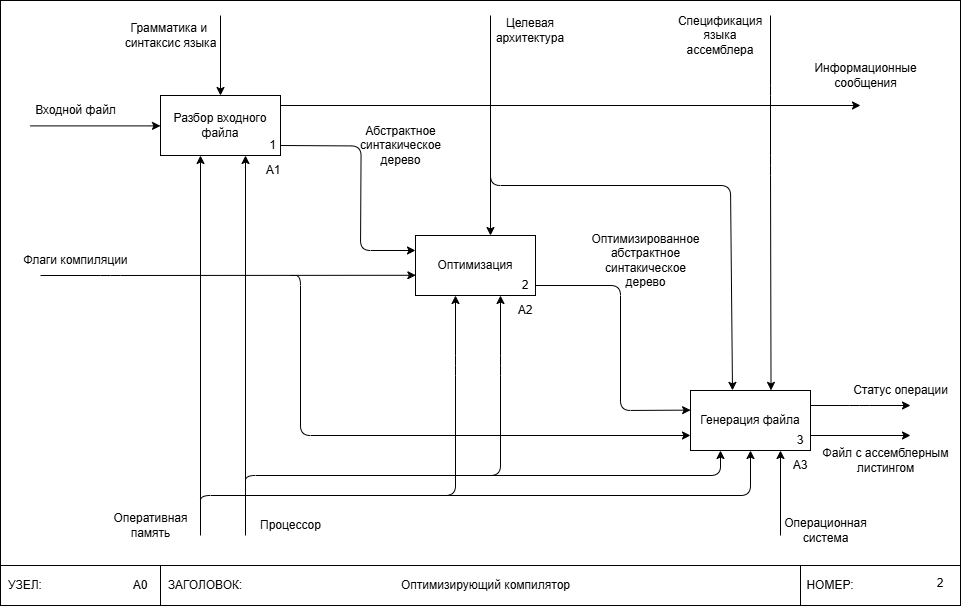 Грамматика и
синтаксис языка
Целевая
архитектура
Спецификация
языка
ассемблера
Информационные
сообщения
Входной файл
Разбор входного
файла
1
A1
Абстрактное
синтакическое
дерево
Флаги компиляции
Оптимизация
2
A2
Оптимизированное
абстрактное
синтакическое
дерево
Статус операции
Генерация файла
3
A3
Файл с ассемблерным
листингом
Оперативная
память
Процессор
Операционная
система
УЗЕЛ:
A0
ЗАГОЛОВОК:
Оптимизирующий компилятор
НОМЕР:
2